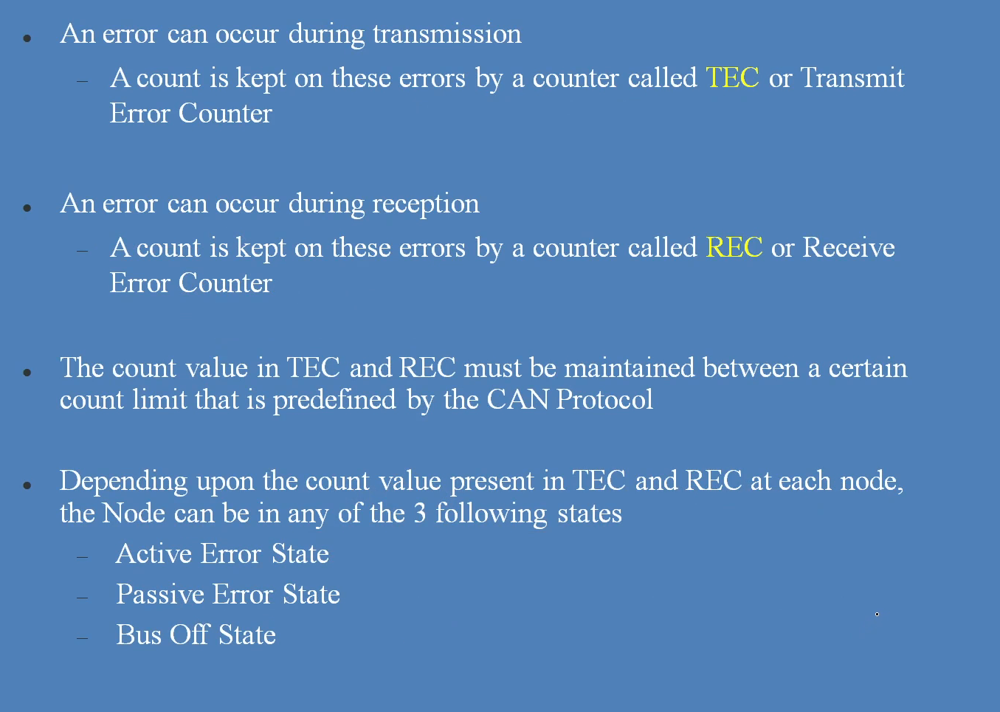 • An error can occur during transmission
– A count is kept on these errors by a counter called TEC or Transmit
Error Counter
• An error can occur during reception
– A count is kept on these errors by a counter called REC or Receive
Error Counter
• The count value in TEC and REC must be maintained between a certain
count limit that is predefined by the CAN Protocol
• Depending upon the count value present in TEC and REC at each node,
the Node can be in any of the 3 following states
– Active Error State
– Passive Error State
– Bus Off State